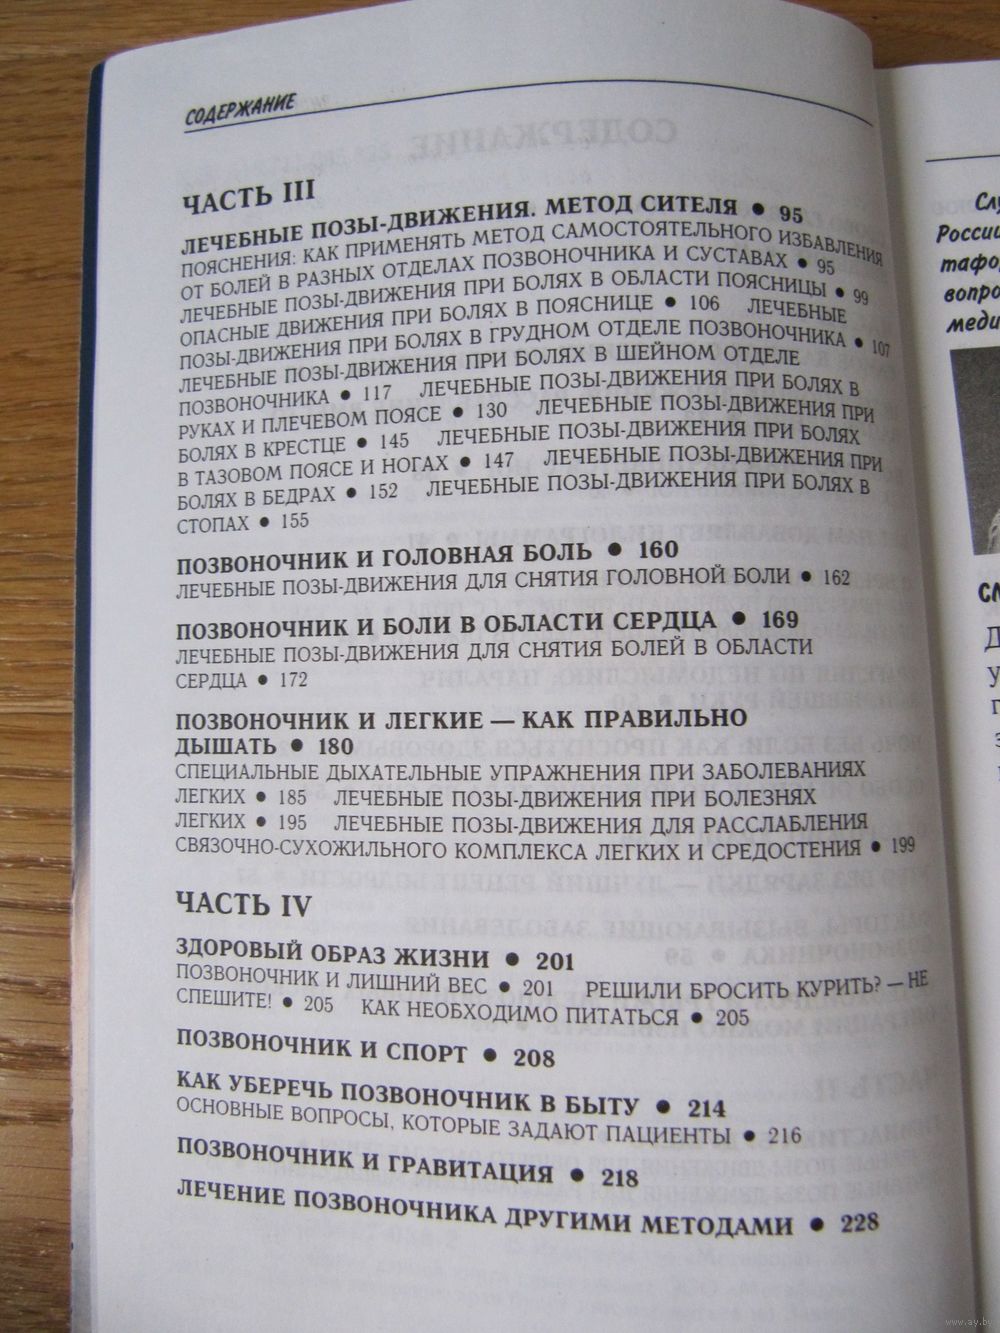 СОДЕРЖАНИЕ
ЧАСТЬ III
ЛЕЧЕБНЫЕ ПОЗЫ-ДВИЖЕНИЯ. МЕТОД СИТЕЛЯ ● 95
ПОЯСНЕНИЯ: КАК ПРИМЕНЯТЬ МЕТОД САМОСТОЯТЕЛЬНОГО ИЗБАВЛЕНИЯ
ОТ БОЛЕЙ В РАЗНЫХ ОТДЕЛАХ ПОЗВОНОЧНИКА И СУСТАВАХ ● 95
ЛЕЧЕБНЫЕ ПОЗЫ-ДВИЖЕНИЯ ПРИ БОЛЯХ В ОБЛАСТИ ПОЯСНИЦЫ ● 99
ОПАСНЫЕ ДВИЖЕНИЯ ПРИ БОЛЯХ В ПОЯСНИЦЕ ● 106 ЛЕЧЕБНЫЕ
ПОЗЫ-ДВИЖЕНИЯ ПРИ БОЛЯХ В ГРУДНОМ ОТДЕЛЕ ПОЗВОНОЧНИКА ● 107
ЛЕЧЕБНЫЕ ПОЗЫ-ДВИЖЕНИЯ ПРИ БОЛЯХ В ШЕЙНОМ ОТДЕЛЕ
ПОЗВОНОЧНИКА ● 117 ЛЕЧЕБНЫЕ ПОЗЫ-ДВИЖЕНИЯ ПРИ БОЛЯХ В
РУКАХ И ПЛЕЧЕВОМ ПОЯСЕ ● 130 ЛЕЧЕБНЫЕ ПОЗЫ-ДВИЖЕНИЯ ПРИ
БОЛЯХ В КРЕСТЦЕ ● 145 ЛЕЧЕБНЫЕ ПОЗЫ-ДВИЖЕНИЯ ПРИ БОЛЯХ
В ТАЗОВОМ ПОЯСЕ И НОГАХ ● 147 ЛЕЧЕБНЫЕ ПОЗЫ-ДВИЖЕНИЯ ПРИ
БОЛЯХ В БЕДРАХ ● 152 ЛЕЧЕБНЫЕ ПОЗЫ-ДВИЖЕНИЯ ПРИ БОЛЯХ В
СТОПАХ ● 155
ПОЗВОНОЧНИК И ГОЛОВНАЯ БОЛЬ ● 160
ЛЕЧЕБНЫЕ ПОЗЫ-ДВИЖЕНИЯ ДЛЯ СНЯТИЯ ГОЛОВНОЙ БОЛИ ● 162
ПОЗВОНОЧНИК И БОЛИ В ОБЛАСТИ СЕРДЦА ● 169
ЛЕЧЕБНЫЕ ПОЗЫ-ДВИЖЕНИЯ ДЛЯ СНЯТИЯ БОЛЕЙ В ОБЛАСТИ
СЕРДЦА ● 172
ПОЗВОНОЧНИК И ЛЕГКИЕ — КАК ПРАВИЛЬНО
ДЫШАТЬ ● 180
СПЕЦИАЛЬНЫЕ ДЫХАТЕЛЬНЫЕ УПРАЖНЕНИЯ ПРИ ЗАБОЛЕВАНИЯХ
ЛЕГКИХ ● 185 ЛЕЧЕБНЫЕ ПОЗЫ-ДВИЖЕНИЯ ПРИ БОЛЕЗНЯХ
ЛЕГКИХ ● 195 ЛЕЧЕБНЫЕ ПОЗЫ-ДВИЖЕНИЯ ДЛЯ РАССЛАБЛЕНИЯ
СВЯЗОЧНО-СУХОЖИЛЬНОГО КОМПЛЕКСА ЛЕГКИХ И СРЕДОСТЕНИЯ ● 199
ЧАСТЬ IV
ЗДОРОВЫЙ ОБРАЗ ЖИЗНИ ● 201
ПОЗВОНОЧНИК И ЛИШНИЙ ВЕС ● 201 РЕШИЛИ БРОСИТЬ КУРИТЬ? — НЕ
СПЕШИТЕ! ● 205 КАК НЕОБХОДИМО ПИТАТЬСЯ ● 205
ПОЗВОНОЧНИК И СПОРТ ● 208
КАК УБЕРЕЧЬ ПОЗВОНОЧНИК В БЫТУ ● 214
ОСНОВНЫЕ ВОПРОСЫ, КОТОРЫЕ ЗАДАЮТ ПАЦИЕНТЫ ● 216
ПОЗВОНОЧНИК И ГРАВИТАЦИЯ ● 218
ЛЕЧЕНИЕ ПОЗВОНОЧНИКА ДРУГИМИ МЕТОДАМИ ● 228
www.ay.by